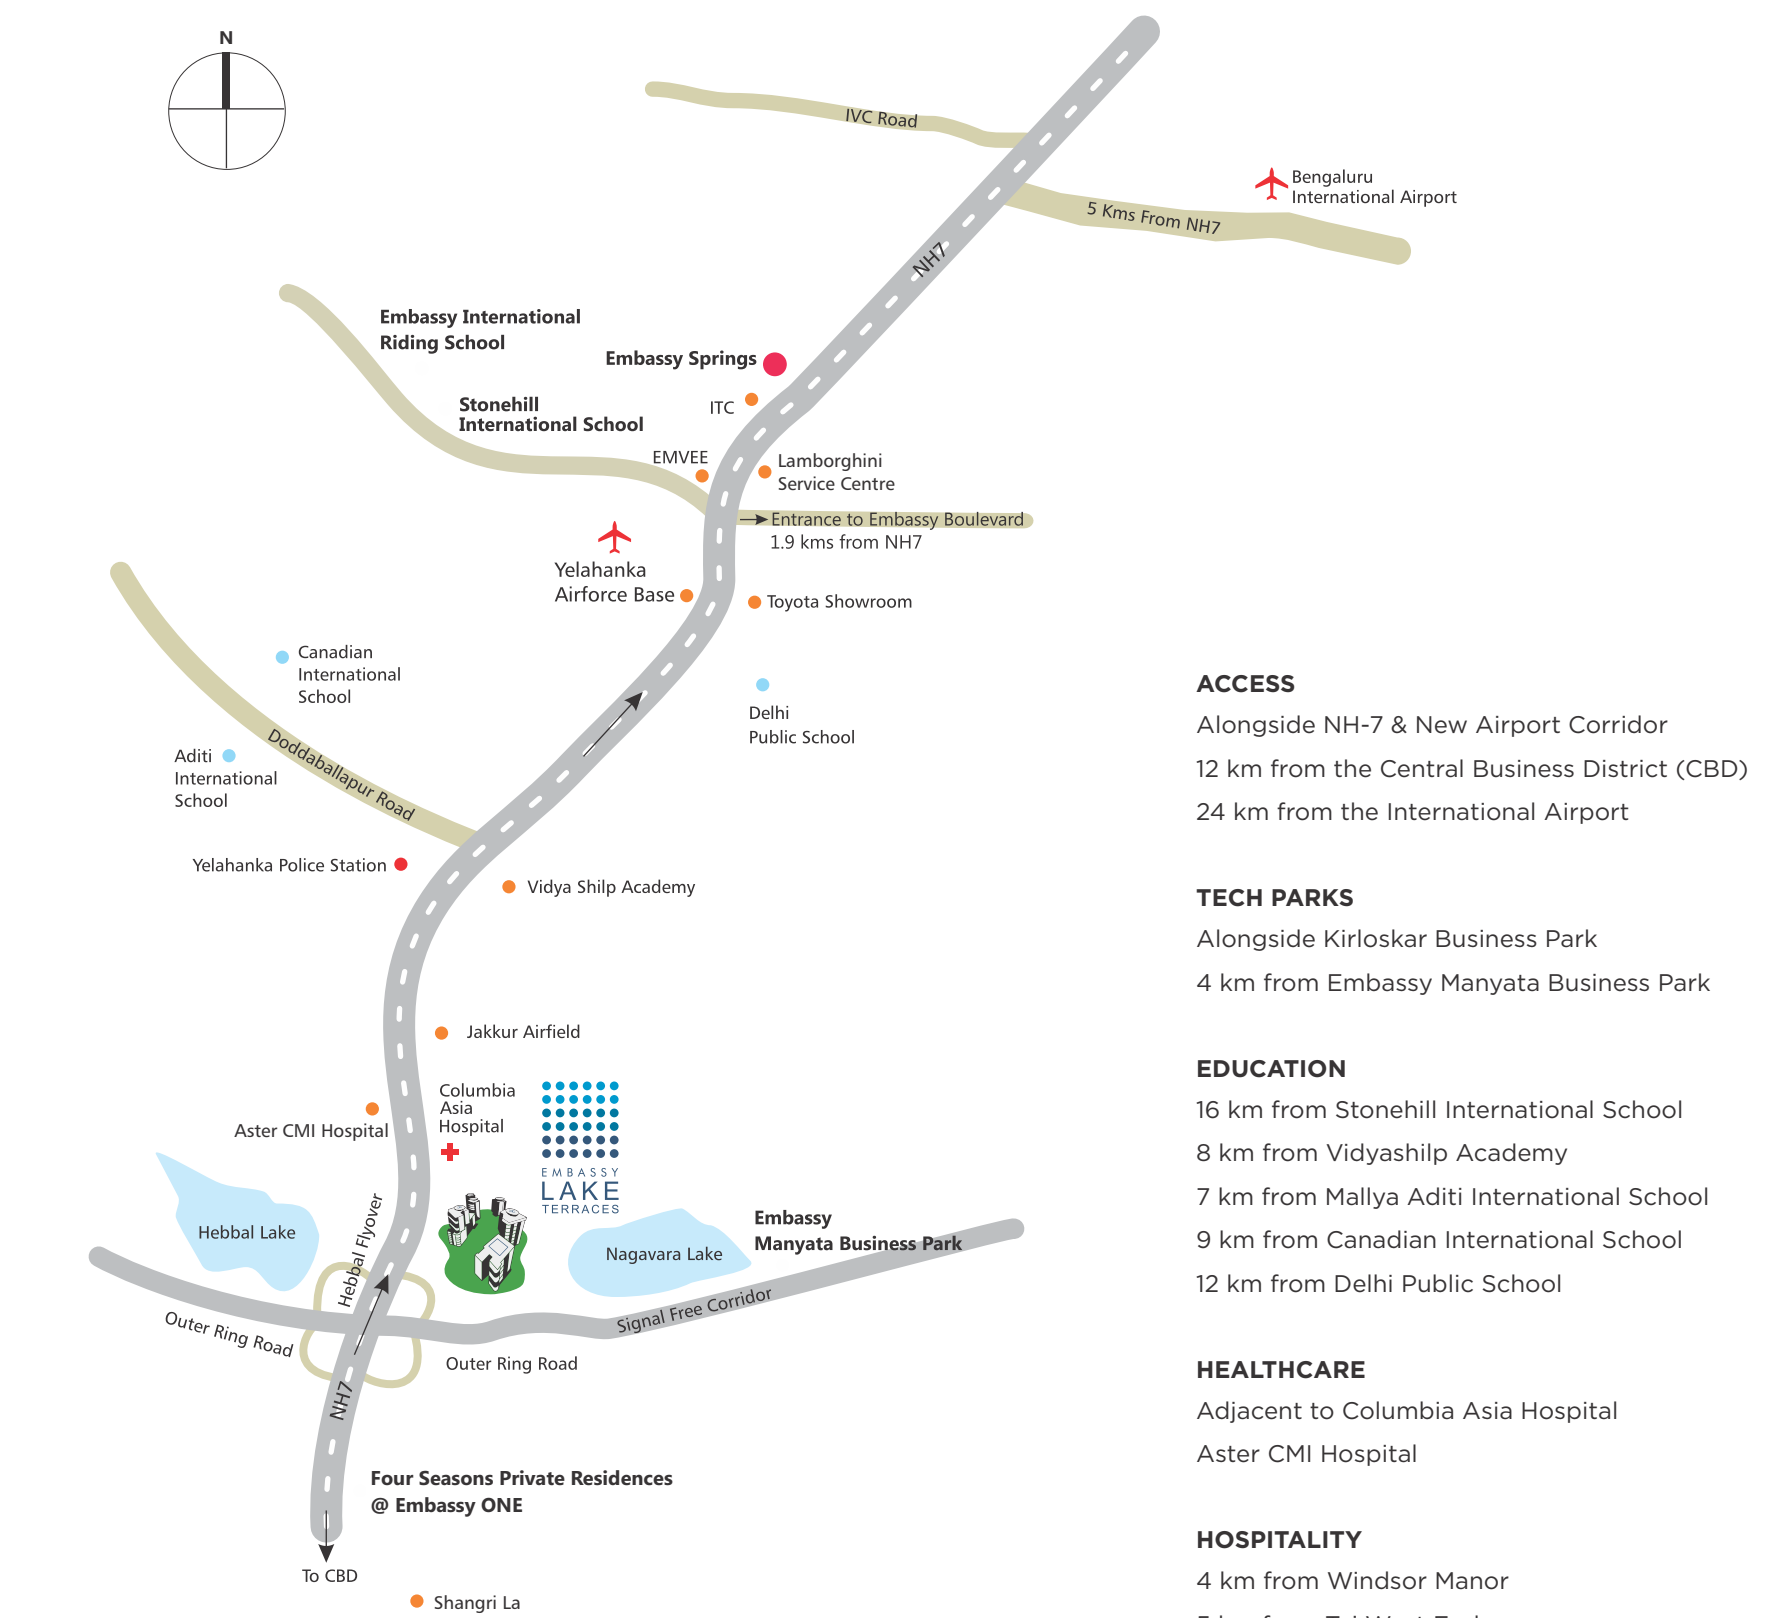 N
IVC Road
Bengaluru
International Airport
5 Kms From NH7
NH7
Embassy International
Riding School
Embassy Springs
ITC
Stonehill
International School
EMVEE
Lamborghini
Service Centre
Entrance to Embassy Boulevard
1.9 kms from NH7
Yelahanka
Airforce Base
Toyota Showroom
Canadian
International
School
Delhi
Public School
Aditi
International
School
Doddaballapur Road
Yelahanka Police Station
Vidya Shilp Academy
Jakkur Airfield
Columbia
Asia
Hospital
Aster CMI Hospital
EMBASSY
LAKE
TERRACES
Hebbal Lake
Hebbal Flyover
Nagavara Lake
Embassy
Manyata Business Park
Signal Free Corridor
Outer Ring Road
Outer Ring Road
NH7
Four Seasons Private Residences
@ Embassy ONE
To CBD
Shangri La
ACCESS
Alongside NH-7 & New Airport Corridor
12 km from the Central Business District (CBD)
24 km from the International Airport
TECH PARKS
Alongside Kirloskar Business Park
4 km from Embassy Manyata Business Park
EDUCATION
16 km from Stonehill International School
8 km from Vidyashilp Academy
7 km from Mallya Aditi International School
9 km from Canadian International School
12 km from Delhi Public School
HEALTHCARE
Adjacent to Columbia Asia Hospital
Aster CMI Hospital
HOSPITALITY
4 km from Windsor Manor